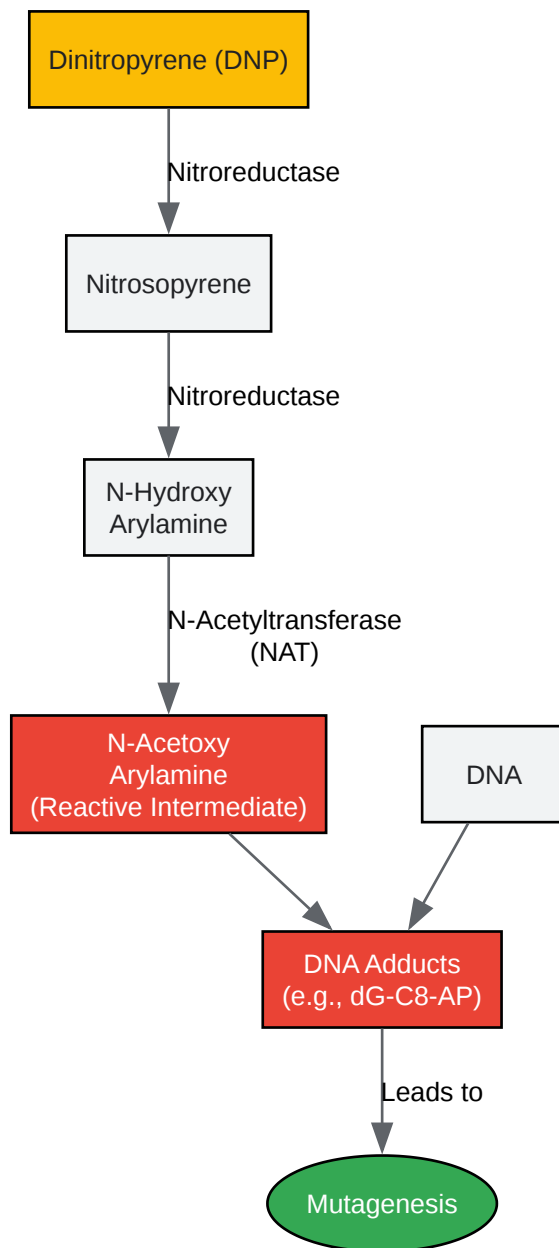 Dinitropyrene (DNP)
Nitroreductase
Nitrosopyrene
Nitroreductase
N-Hydroxy
Arylamine
N-Acetyltransferase
(NAT)
N-Acetoxy
Arylamine
(Reactive Intermediate)
DNA
DNA Adducts
(e.g., dG-C8-AP)
Leads to
Mutagenesis